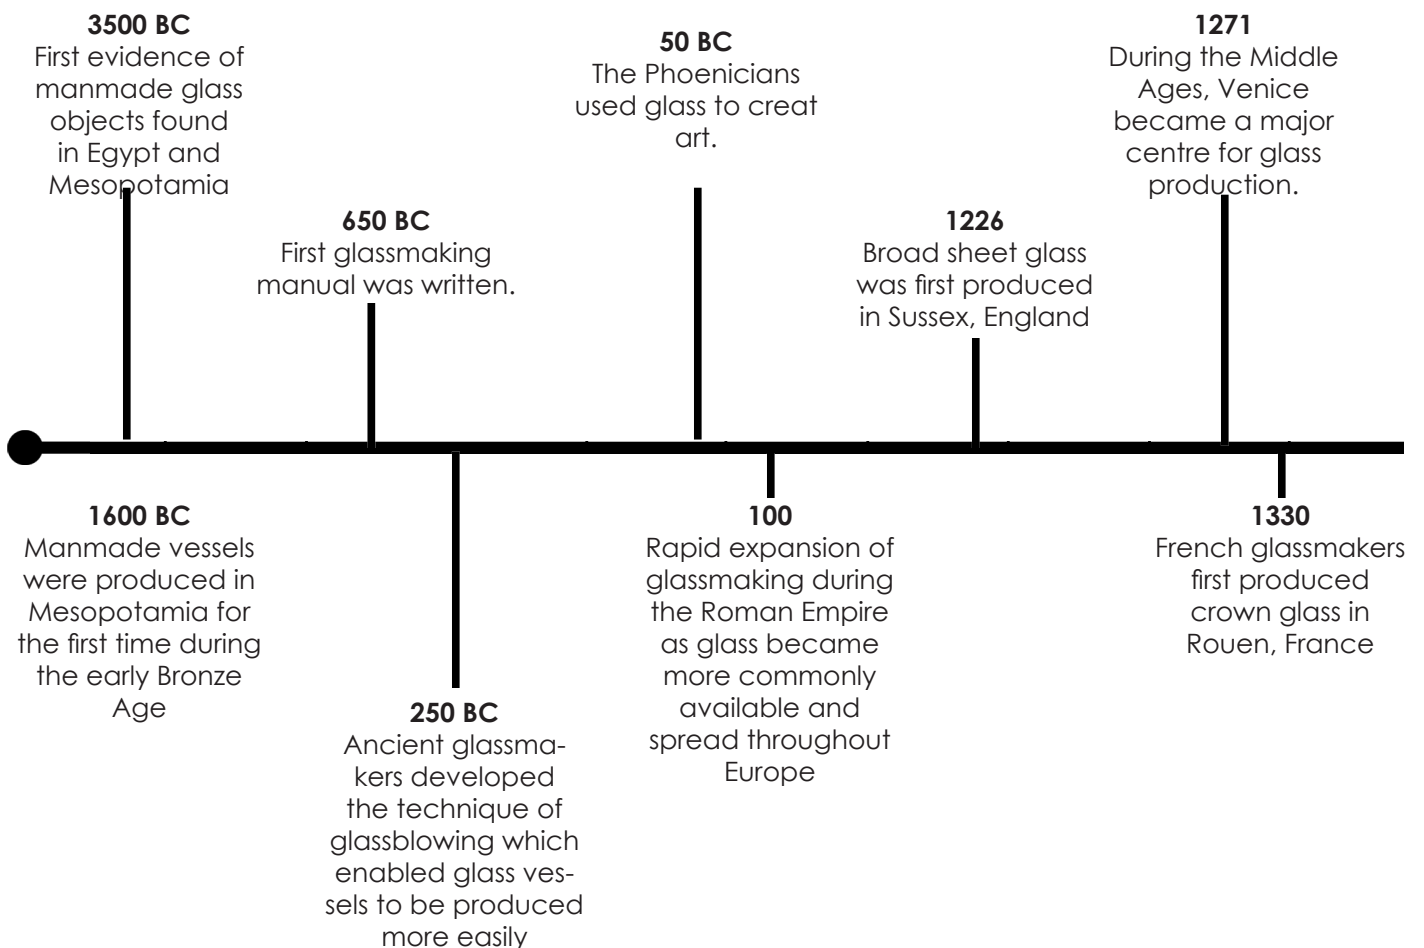 3500 BC
First evidence of
manmade glass
objects found
in Egypt and
Mesopotamia
1600 BC
Manmade vessels
were produced in
Mesopotamia for
the first time during
the early Bronze
Age
650 BC
First glassmaking
manual was written.
250 BC
Ancient glassma-
kers developed
the technique of
glassblowing which
enabled glass ves-
sels to be produced
more easily
50 BC
The Phoenicians
used glass to creat
art.
100
Rapid expansion of
glassmaking during
the Roman Empire
as glass became
more commonly
available and
spread throughout
Europe
1226
Broad sheet glass
was first produced
in Sussex, England
1271
During the Middle
Ages, Venice
became a major
centre for glass
production.
1330
French glassmakers
first produced
crown glass in
Rouen, France